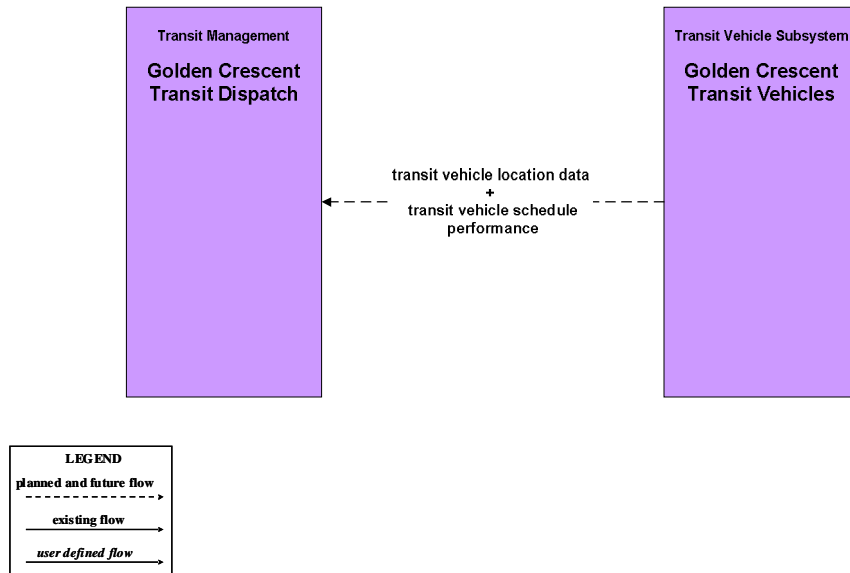 Transit Management
Golden Crescent
Transit Dispatch
Transit Vehicle Subsystem
Golden Crescent
Transit Vehicles
transit vehicle location data
+
transit vehicle schedule
performance
LEGEND
planned and future flow
existing flow
user defined flow